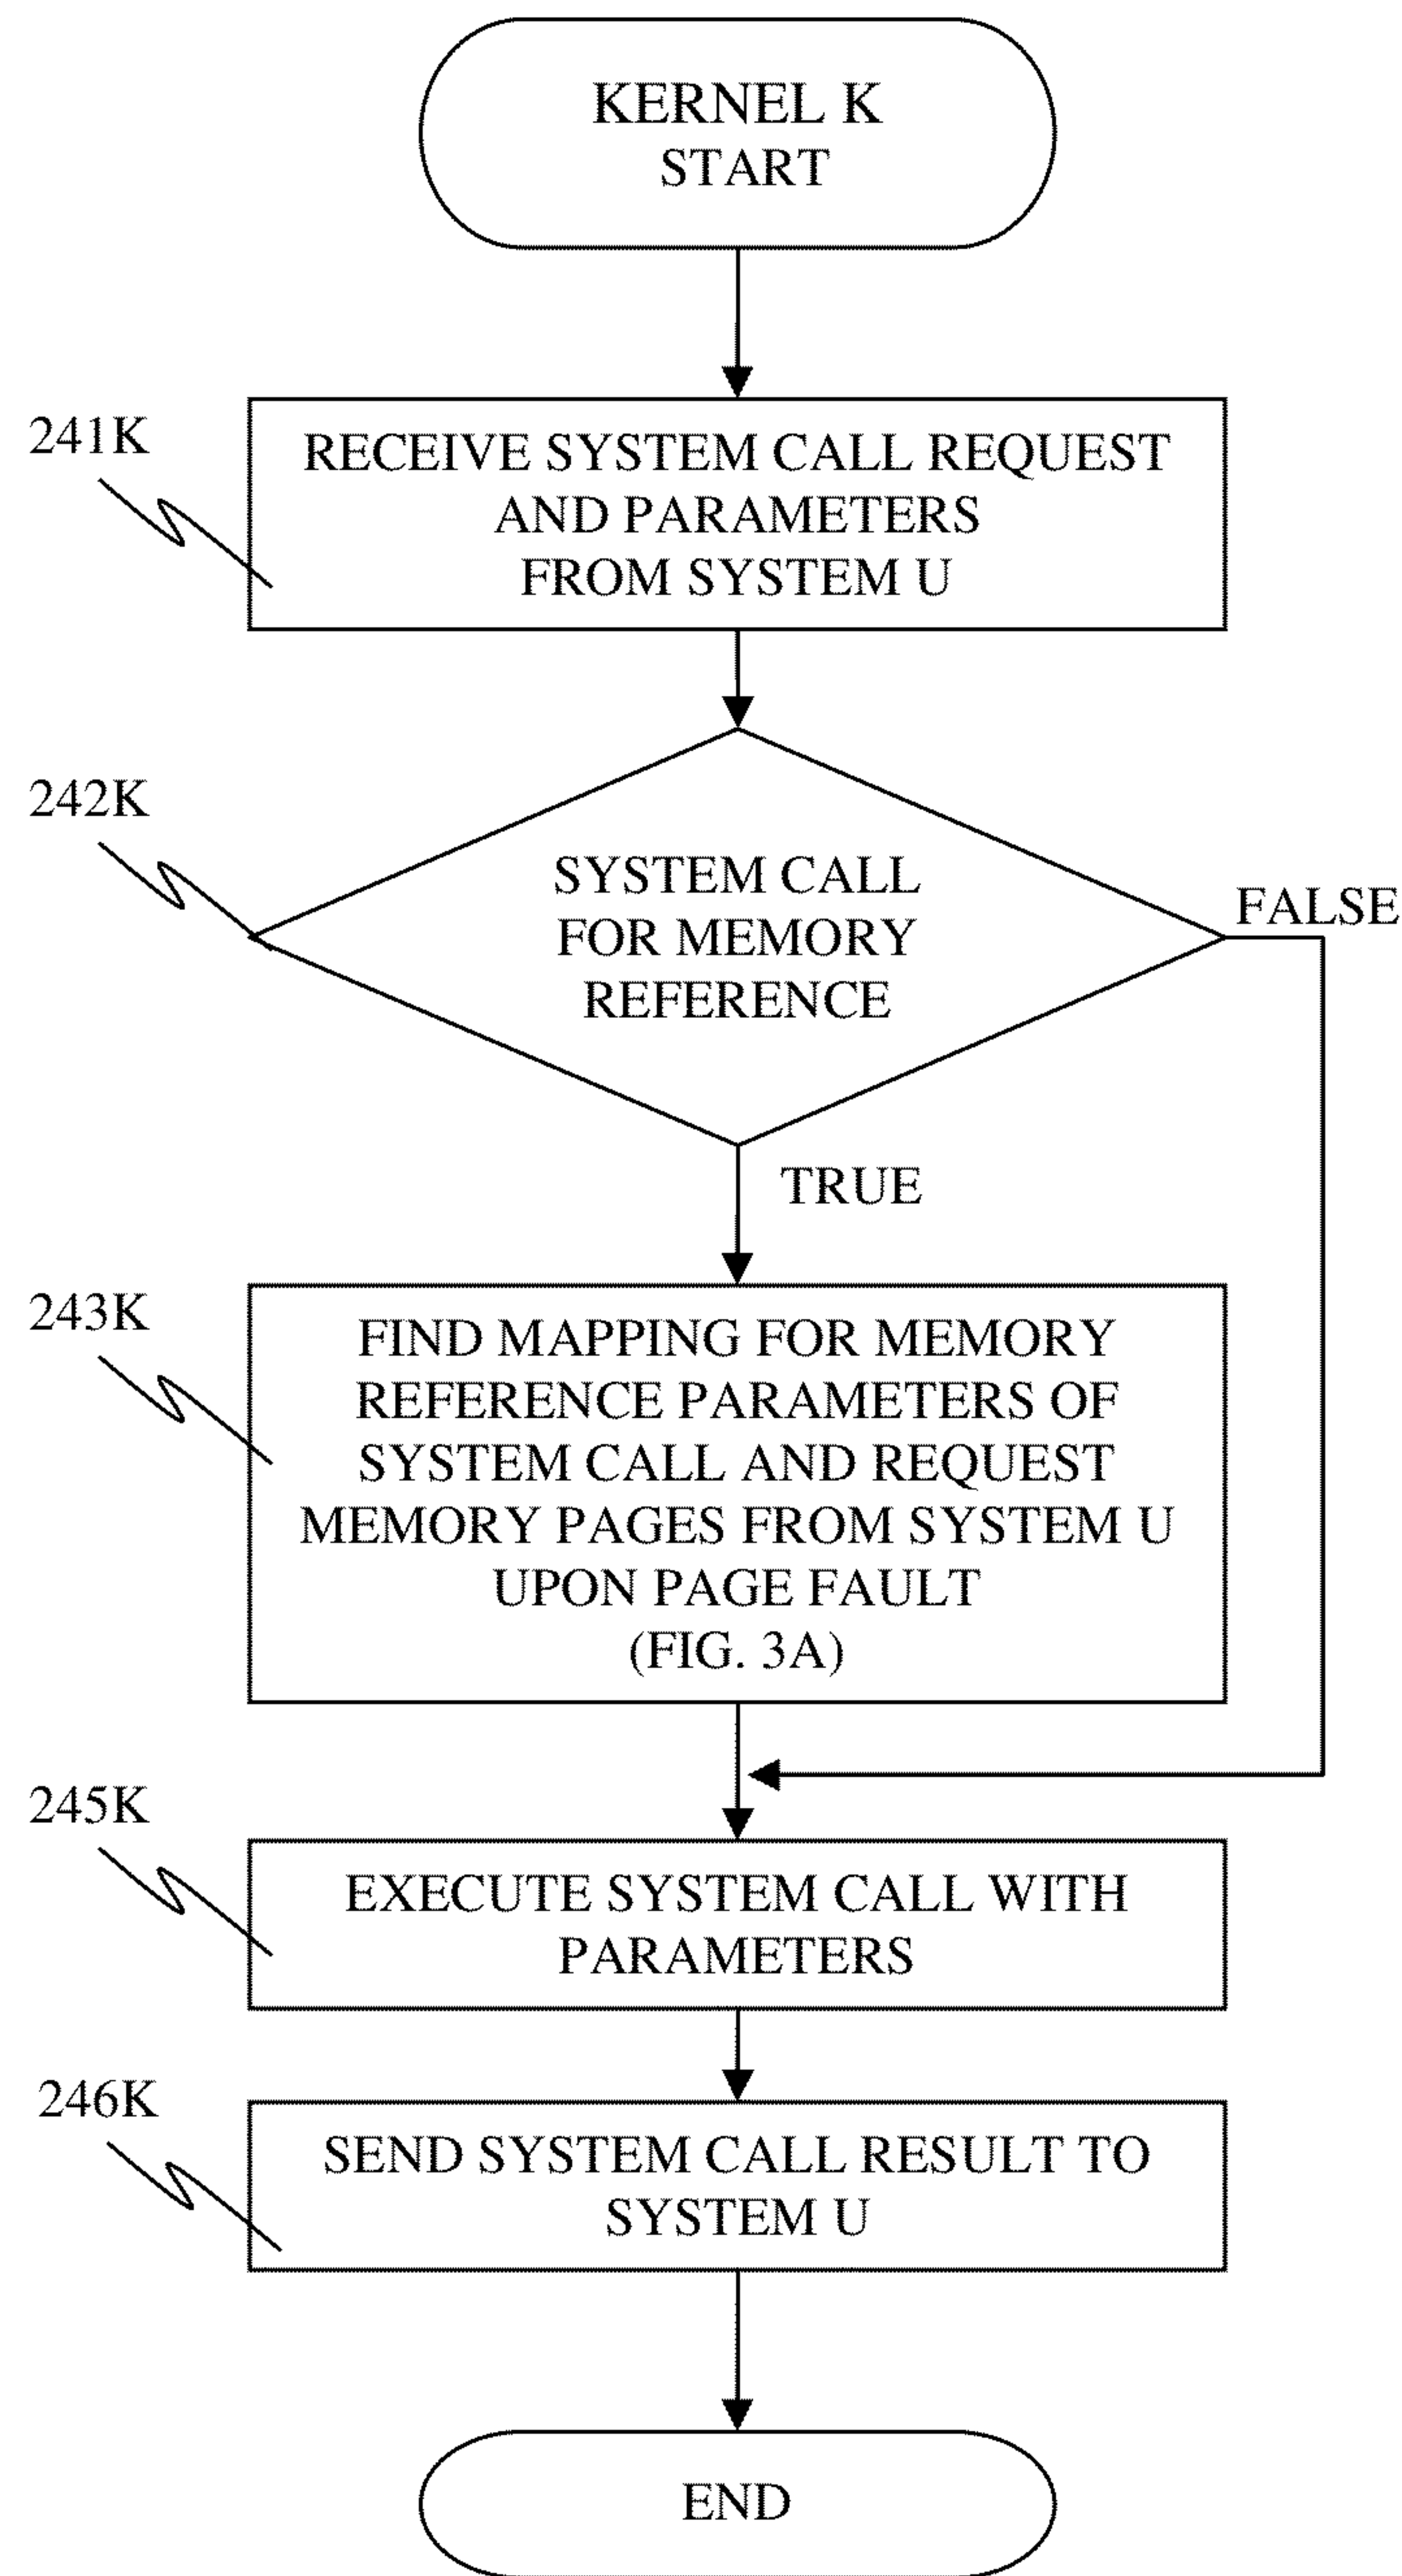 KERNEL K
START
241K
RECEIVE SYSTEM CALL REQUEST
AND PARAMETERS
FROM SYSTEM U
242K
SYSTEM CALL
FOR MEMORY
REFERENCE
FALSE
TRUE
243K
FIND MAPPING FOR MEMORY
REFERENCE PARAMETERS OF
SYSTEM CALL AND REQUEST
MEMORY PAGES FROM SYSTEM U
UPON PAGE FAULT
(FIG. 3A)
245K
EXECUTE SYSTEM CALL WITH
PARAMETERS
246K
SEND SYSTEM CALL RESULT TO
SYSTEM U
END